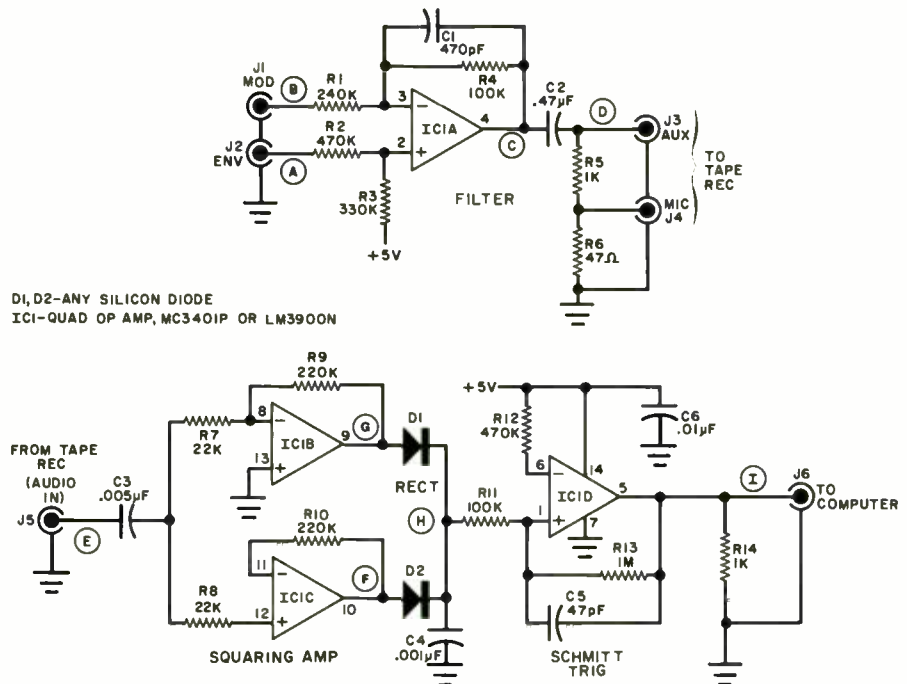 C1
470pF
R4
100K
J1
MOD
B
R1
240K
3
−
IC1A
4
C
C2
.47µF
D
J3
AUX
J2
ENV
A
R2
470K
2
+
R3
330K
+5V
FILTER
R5
1K
MIC
J4
TO
TAPE
REC
R6
47Ω
D1, D2-ANY SILICON DIODE
IC1-QUAD OP AMP, MC3401P OR LM3900N
R9
220K
8
−
IC1B
9
G
D1
13
+
RECT
R7
22K
FROM TAPE
REC
(AUDIO
IN)
J5
E
C3
.005µF
R10
220K
11
−
IC1C
10
F
D2
12
+
R8
22K
SQUARING AMP
C4
.001µF
H
R11
100K
+5V
R12
470K
C6
.01µF
6
−
14
IC1D
5
1
+
7
I
J6
TO
COMPUTER
R13
1M
C5
47pF
R14
1K
SCHMITT
TRIG